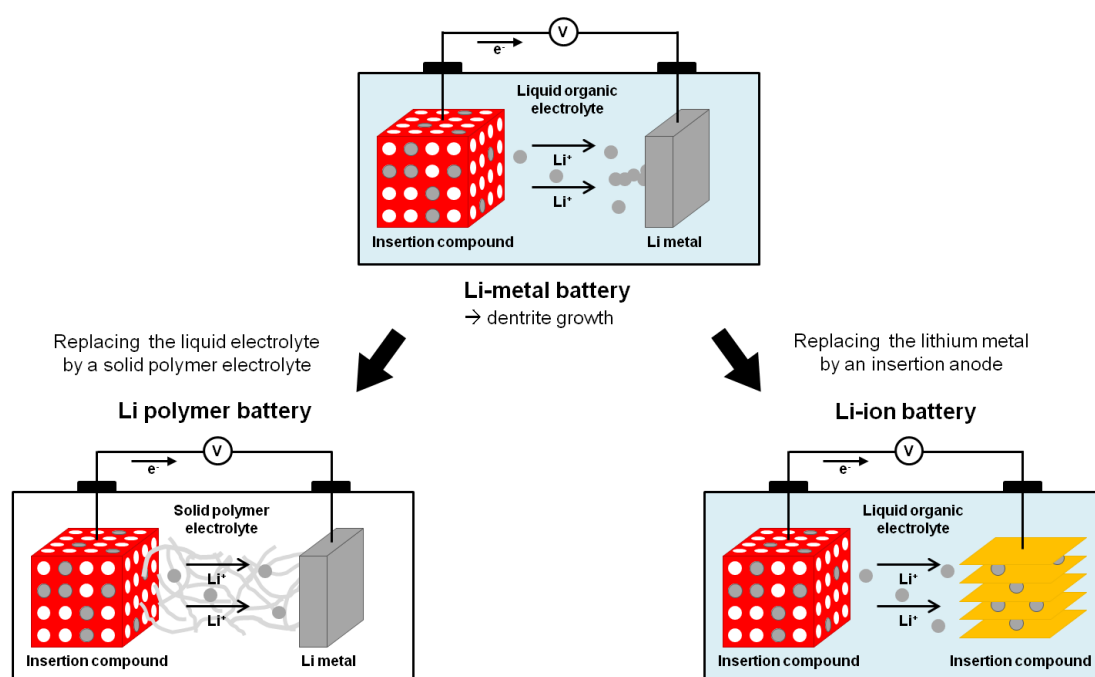 V
e-
Liquid organic
electrolyte
Li+
Li+
Insertion compound
Li metal
Li-metal battery
→ dentrite growth
Replacing the liquid electrolyte
by a solid polymer electrolyte
Replacing the lithium metal
by an insertion anode
Li polymer battery
V
e-
Solid polymer
electrolyte
Li+
Li+
Insertion compound
Li metal
Li-ion battery
V
e-
Liquid organic
electrolyte
Li+
Li+
Insertion compound
Insertion compound